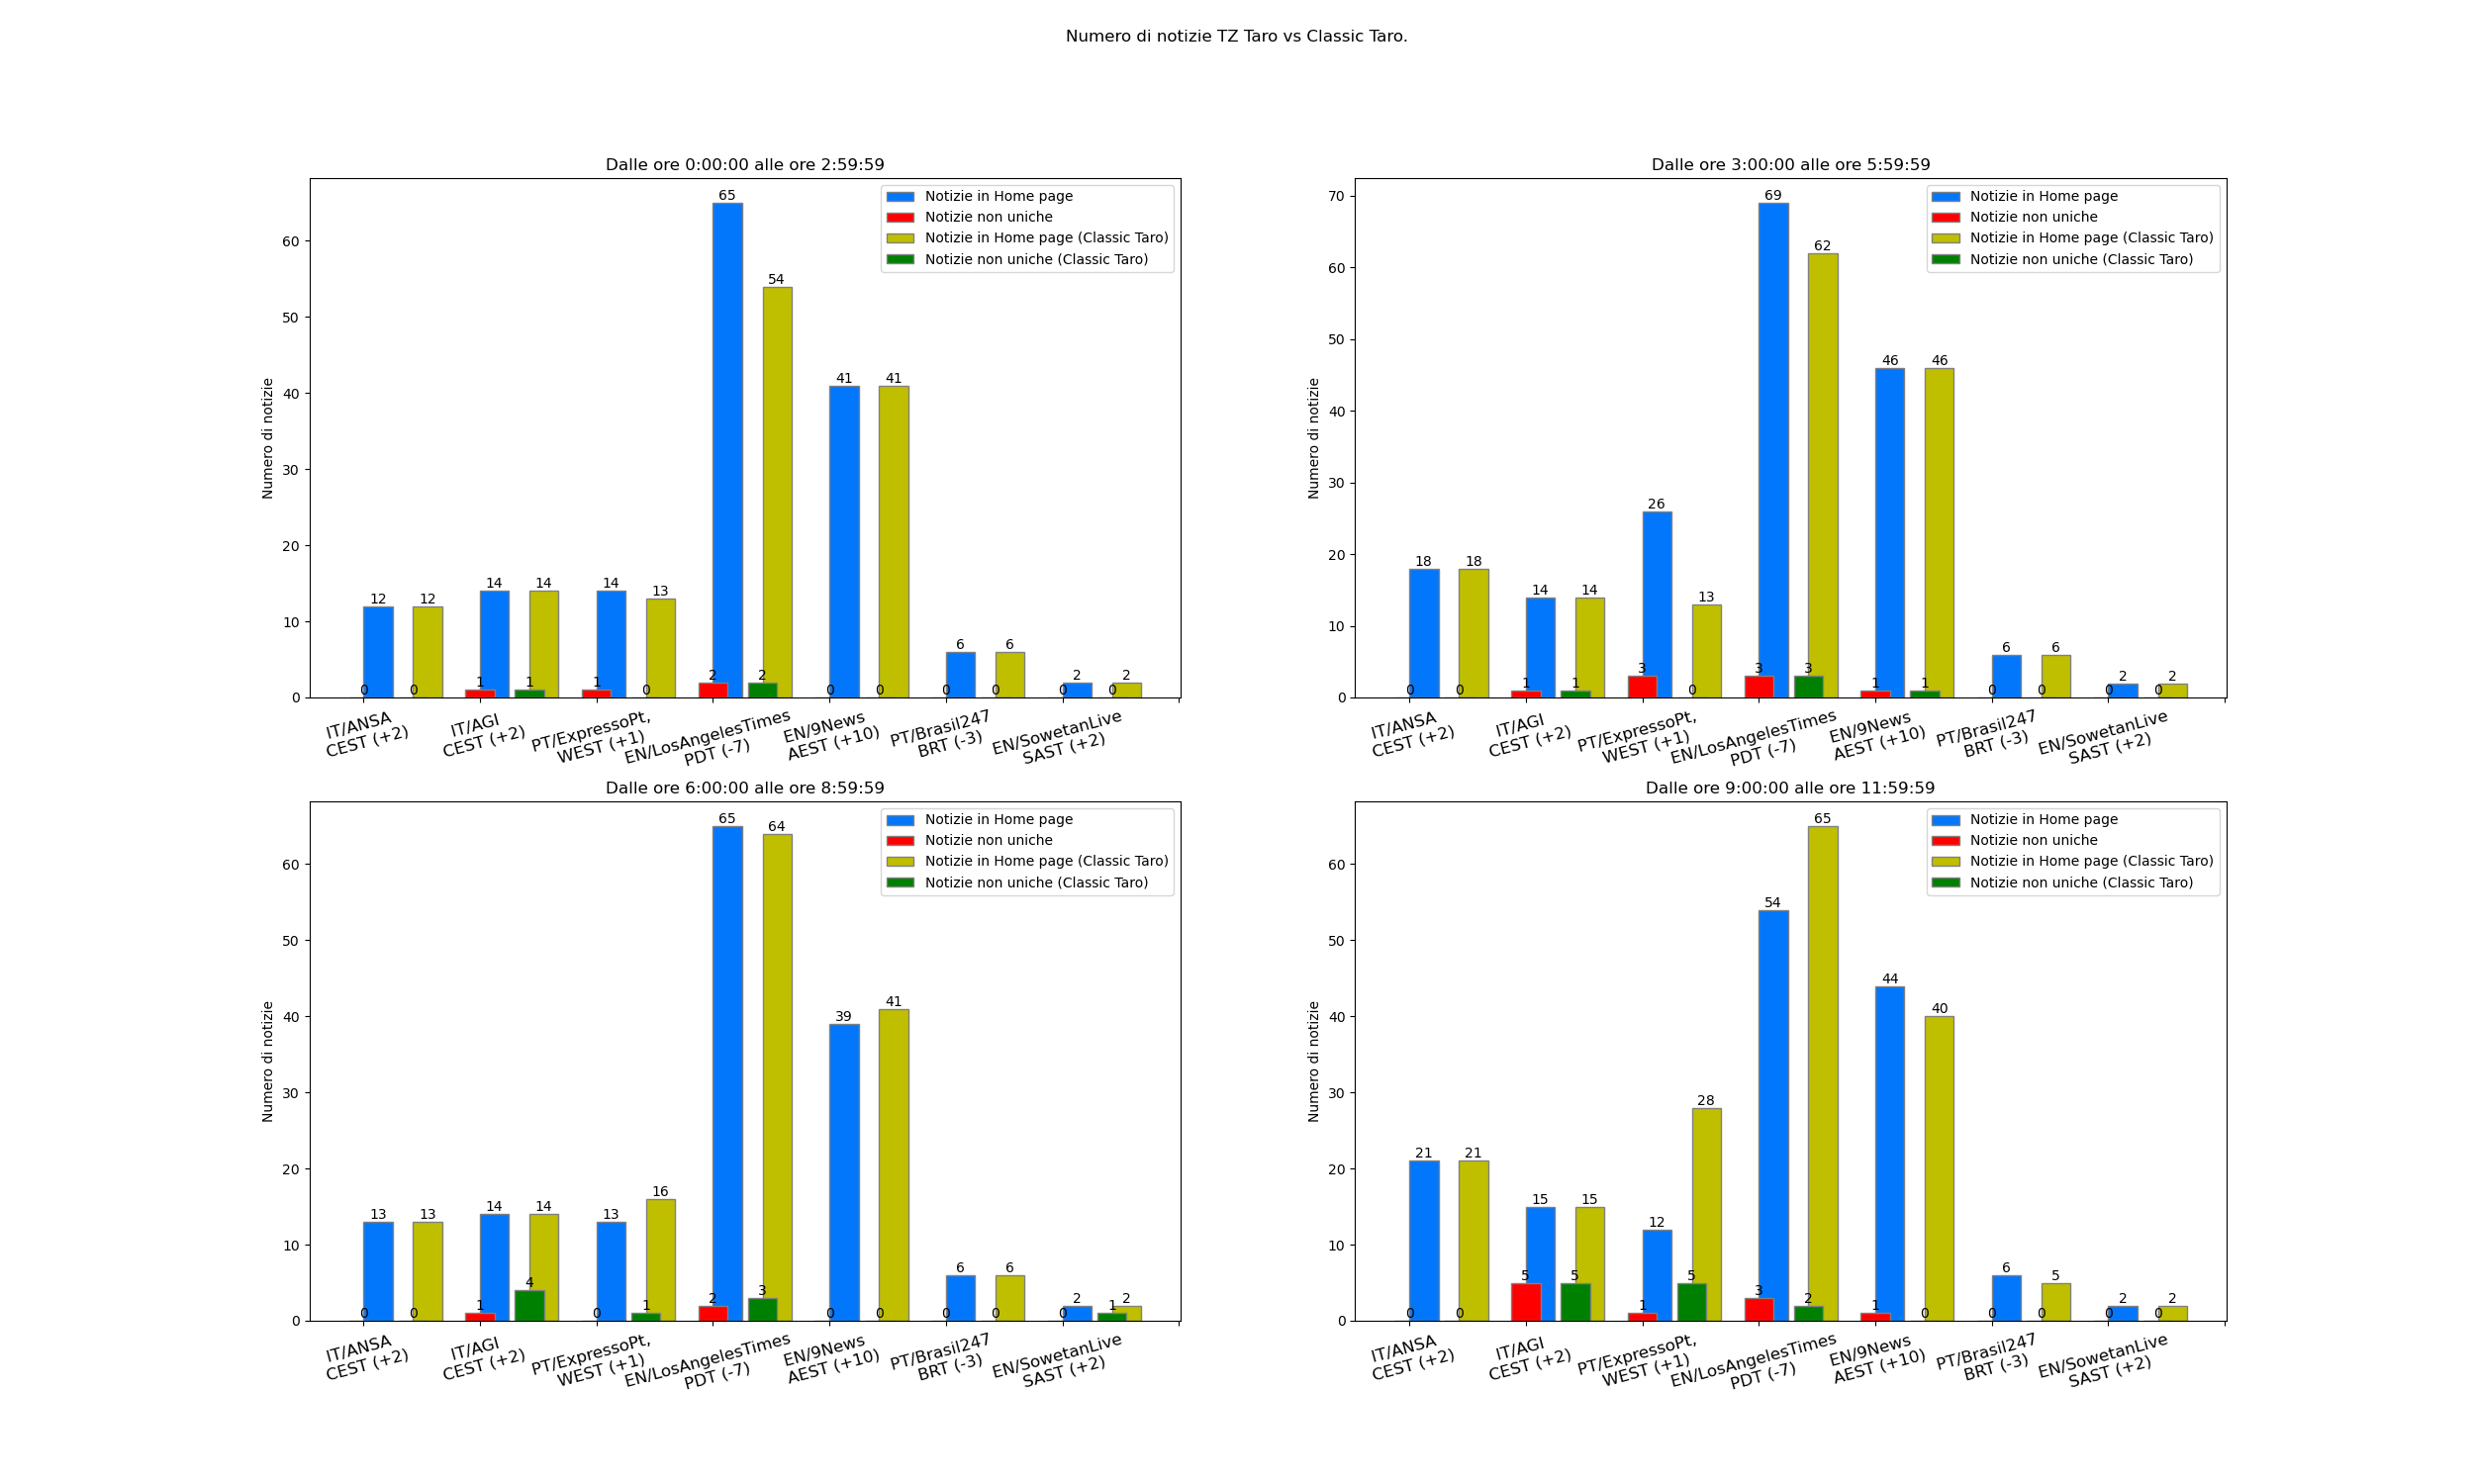 Numero di notizie TZ Taro vs Classic Taro.
Dalle ore 0:00:00 alle ore 2:59:59
Numero di notizie
60
50
40
30
20
10
0
Notizie in Home page
Notizie non uniche
Notizie in Home page (Classic Taro)
Notizie non uniche (Classic Taro)
12 14 14 65 41 6 2
0 1 1 2 0 0 0
12 14 13 54 41 6 2
0 1 0 2 0 0 0
IT/ANSA
CEST (+2)
IT/AGI
CEST (+2)
PT/ExpressoPt,
WEST (+1)
EN/LosAngelesTimes
PDT (-7)
EN/9News
AEST (+10)
PT/Brasil247
BRT (-3)
EN/SowetanLive
SAST (+2)
Dalle ore 3:00:00 alle ore 5:59:59
Numero di notizie
70
60
50
40
30
20
10
0
Notizie in Home page
Notizie non uniche
Notizie in Home page (Classic Taro)
Notizie non uniche (Classic Taro)
18 14 26 69 46 6 2
0 1 3 3 1 0 0
18 14 13 62 46 6 2
0 1 0 3 1 0 0
IT/ANSA
CEST (+2)
IT/AGI
CEST (+2)
PT/ExpressoPt,
WEST (+1)
EN/LosAngelesTimes
PDT (-7)
EN/9News
AEST (+10)
PT/Brasil247
BRT (-3)
EN/SowetanLive
SAST (+2)
Dalle ore 6:00:00 alle ore 8:59:59
Numero di notizie
60
50
40
30
20
10
0
Notizie in Home page
Notizie non uniche
Notizie in Home page (Classic Taro)
Notizie non uniche (Classic Taro)
13 14 13 65 39 6 2
0 1 0 2 0 0 0
13 14 16 64 41 6 2
0 4 1 3 0 0 1
IT/ANSA
CEST (+2)
IT/AGI
CEST (+2)
PT/ExpressoPt,
WEST (+1)
EN/LosAngelesTimes
PDT (-7)
EN/9News
AEST (+10)
PT/Brasil247
BRT (-3)
EN/SowetanLive
SAST (+2)
Dalle ore 9:00:00 alle ore 11:59:59
Numero di notizie
60
50
40
30
20
10
0
Notizie in Home page
Notizie non uniche
Notizie in Home page (Classic Taro)
Notizie non uniche (Classic Taro)
21 15 12 54 44 6 2
0 5 1 3 1 0 0
21 15 28 65 40 5 2
0 5 5 2 0 0 0
IT/ANSA
CEST (+2)
IT/AGI
CEST (+2)
PT/ExpressoPt,
WEST (+1)
EN/LosAngelesTimes
PDT (-7)
EN/9News
AEST (+10)
PT/Brasil247
BRT (-3)
EN/SowetanLive
SAST (+2)